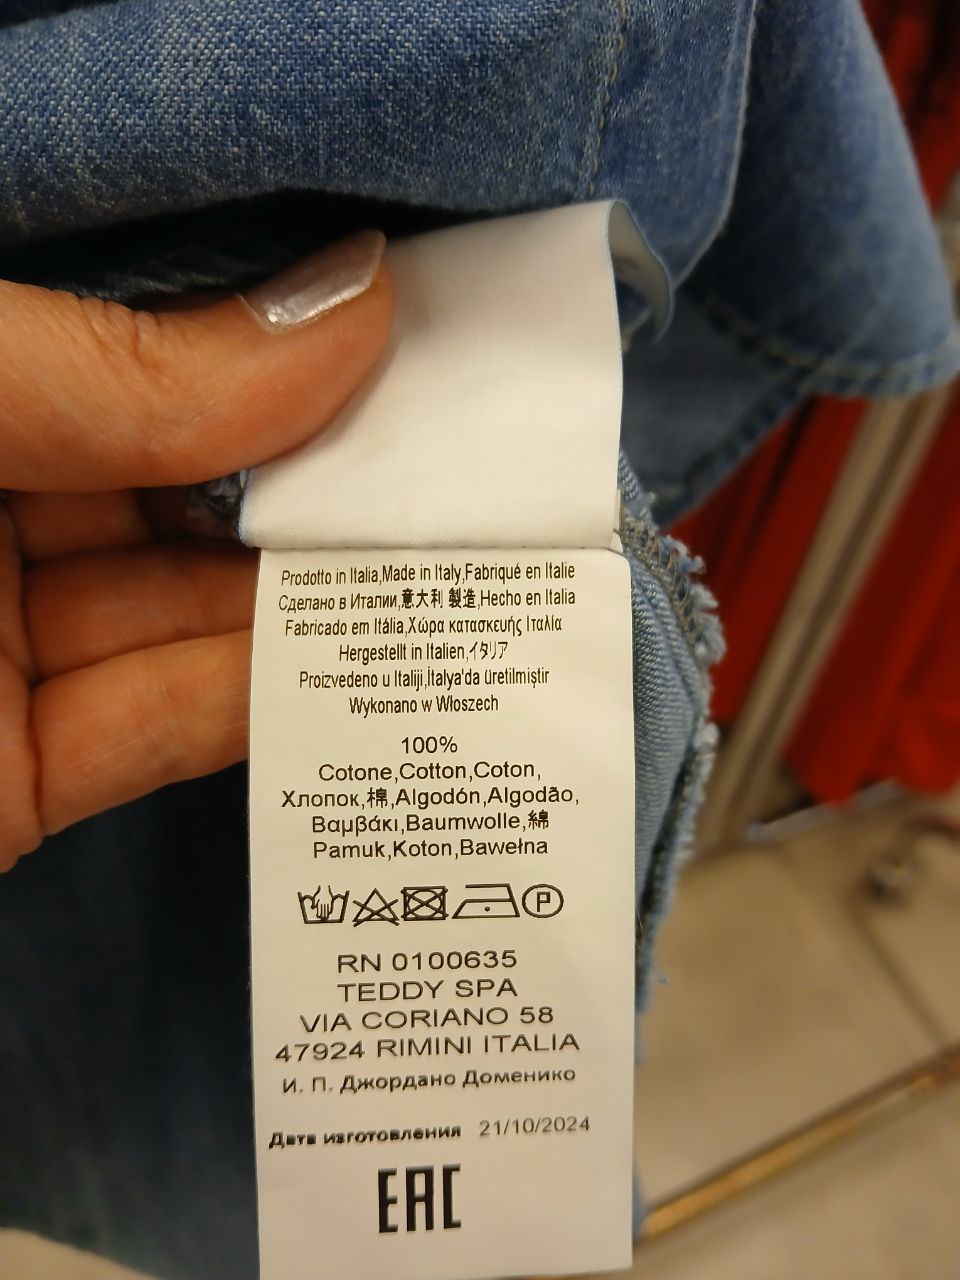 Prodotto in Italia,Made in Italy,Fabriqué en Italie
Сделано в Италии,意大利 製造,Hecho en Italia
Fabricado em Itália,Χώρα κατασκευής Ιταλία
Hergestellt in Italien,イタリア
Proizvedeno u Italiji,İtalya'da üretilmiştir
Wykonano w Włoszech
100%
Cotone,Cotton,Coton,
Хлопок,棉,Algodón,Algodão,
Βαμβάκι,Baumwolle,綿
Pamuk,Koton,Bawełna
P
RN 0100635
TEDDY SPA
VIA CORIANO 58
47924 RIMINI ITALIA
И. П. Джордано Доменико
Дата изготовления 21/10/2024
EAC